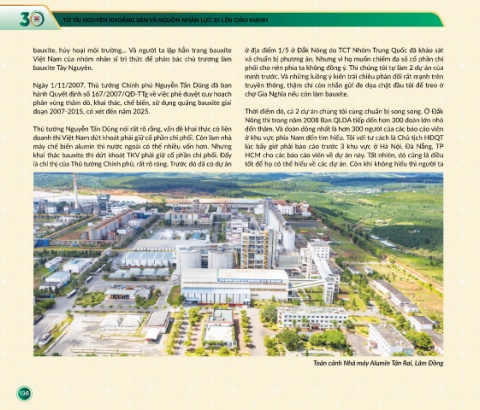 30 TỪ TÀI NGUYÊN KHOÁNG SẢN VÀ NGUỒN NHÂN LỰC ĐI LÊN GIÀU MẠNH
bauxite, hủy hoại môi trường... Và người ta lập hẳn trang bauxite
Việt Nam của nhóm nhân sĩ trí thức để phản bác chủ trương làm
bauxite Tây Nguyên.
Ngày 1/11/2007, Thủ tướng Chính phủ Nguyễn Tấn Dũng đã ban
hành Quyết định số 167/2007/QĐ-TTg về việc phê duyệt quy hoạch
phân vùng thăm dò, khai thác, chế biến, sử dụng quặng bauxite giai
đoạn 2007-2015, có xét đến năm 2025.
Thủ tướng Nguyễn Tấn Dũng nói rất rõ rằng, vấn đề khai thác có liên
doanh thì Việt Nam dứt khoát phải giữ cổ phần chi phối. Còn làm nhà
máy chế biến alumin thì nước ngoài có thể nhiều vốn hơn. Nhưng
khai thác bauxite thì dứt khoát TKV phải giữ cổ phần chi phối. Đấy
là chỉ thị của Thủ tướng Chính phủ, rất rõ ràng. Trước đó đã có dự án
ở địa điểm 1/5 ở Đắk Nông do TCT Nhôm Trung Quốc đã khảo sát
và chuẩn bị phương án. Nhưng vì họ muốn chiếm đa số cổ phần chi
phối cho nên phía ta không đồng ý. Thì chúng tôi tự làm 2 dự án của
mình trước. Và những luồng ý kiến trái chiều phản đối rất mạnh trên
truyền thông, thậm chí còn nhắn gửi đe dọa chặt đầu tôi để treo ở
chợ Gia Nghĩa nếu còn làm bauxite.
Thời điểm đó, cả 2 dự án chúng tôi cùng chuẩn bị song song. Ở Đắk
Nông thì trong năm 2008 Ban QLDA tiếp đến hơn 300 đoàn lớn nhỏ
đến thăm. Và đoàn đông nhất là hơn 300 người của các báo cáo viên
ở khu vực phía Nam đến tìm hiểu. Tôi với tư cách là Chủ tịch HĐQT
lúc bấy giờ phải báo cáo trước 3 khu vực ở Hà Nội, Đà Nẵng, TP
HCM cho các báo cáo viên về dự án này. Tất nhiên, đó cũng là điều
tốt để họ có thể hiểu về các dự án. Còn khi không hiểu thì người ta
Toàn cảnh Nhà máy Alumin Tân Rai, Lâm Đồng
136